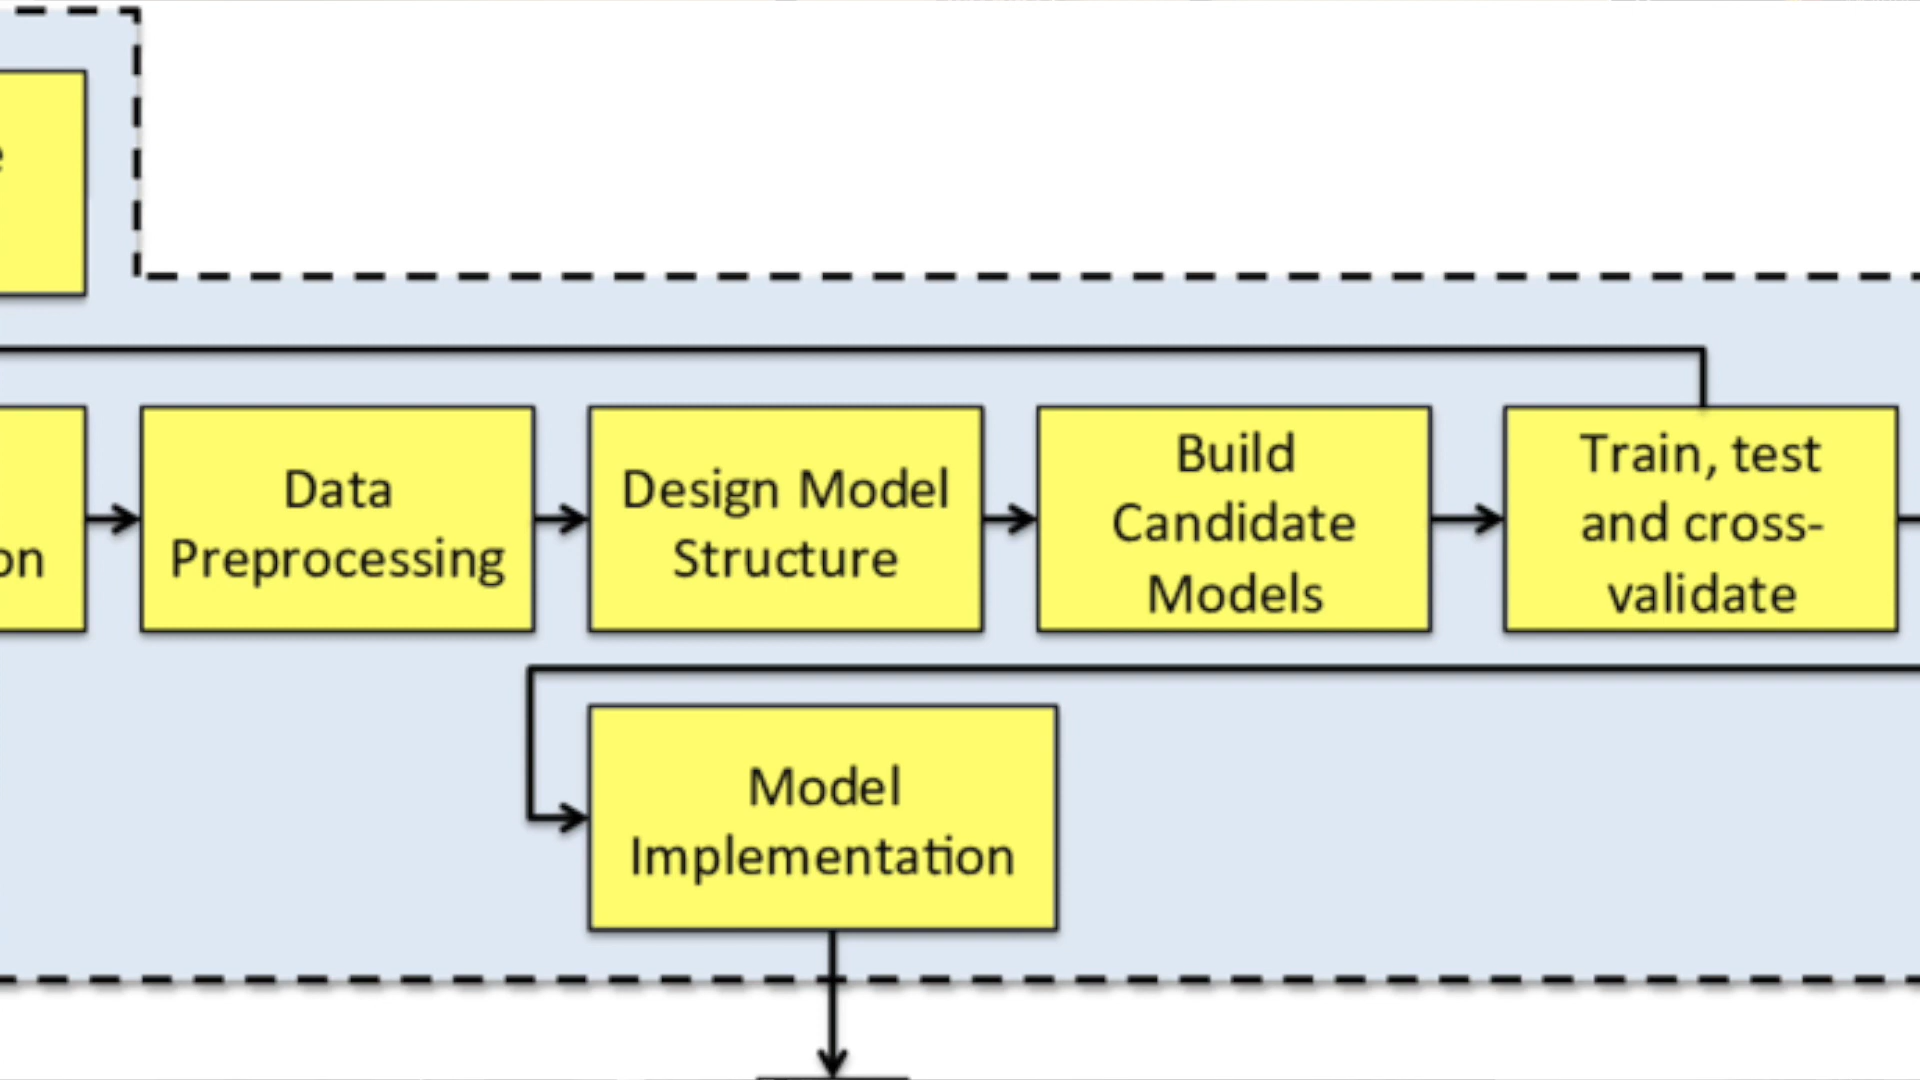 Data
Preprocessing
Design Model
Structure
Build
Candidate
Models
Train, test
and cross-
validate
Model
Implementation